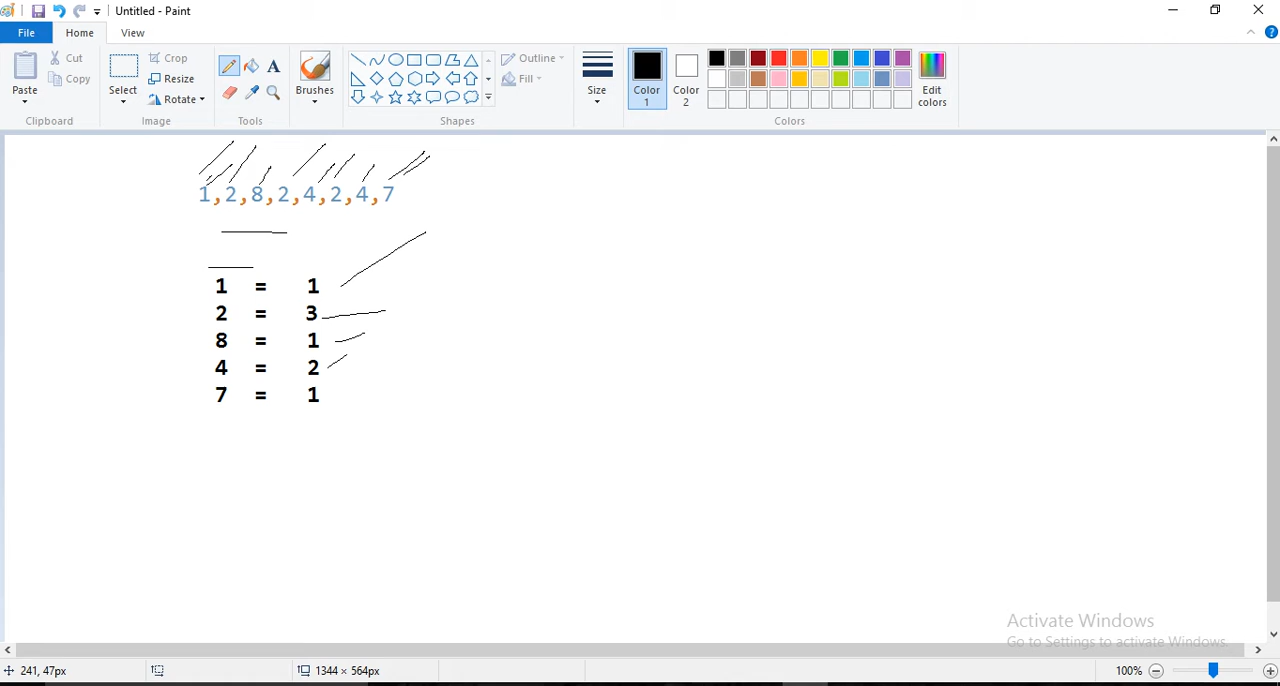 Untitled - Paint
File Home View
Paste
Cut
Copy
Clipboard
Select
Crop
Resize
Rotate
Image
A
Tools
Brushes
Outline
Fill
Shapes
Size
Color 1
Color 2
Edit colors
Colors
1,2,8,2,4,2,4,7
1 = 1
2 = 3
8 = 1
4 = 2
7 = 1
Activate Windows
Go to Settings to activate Windows.
241, 47px
1344 × 564px
100%